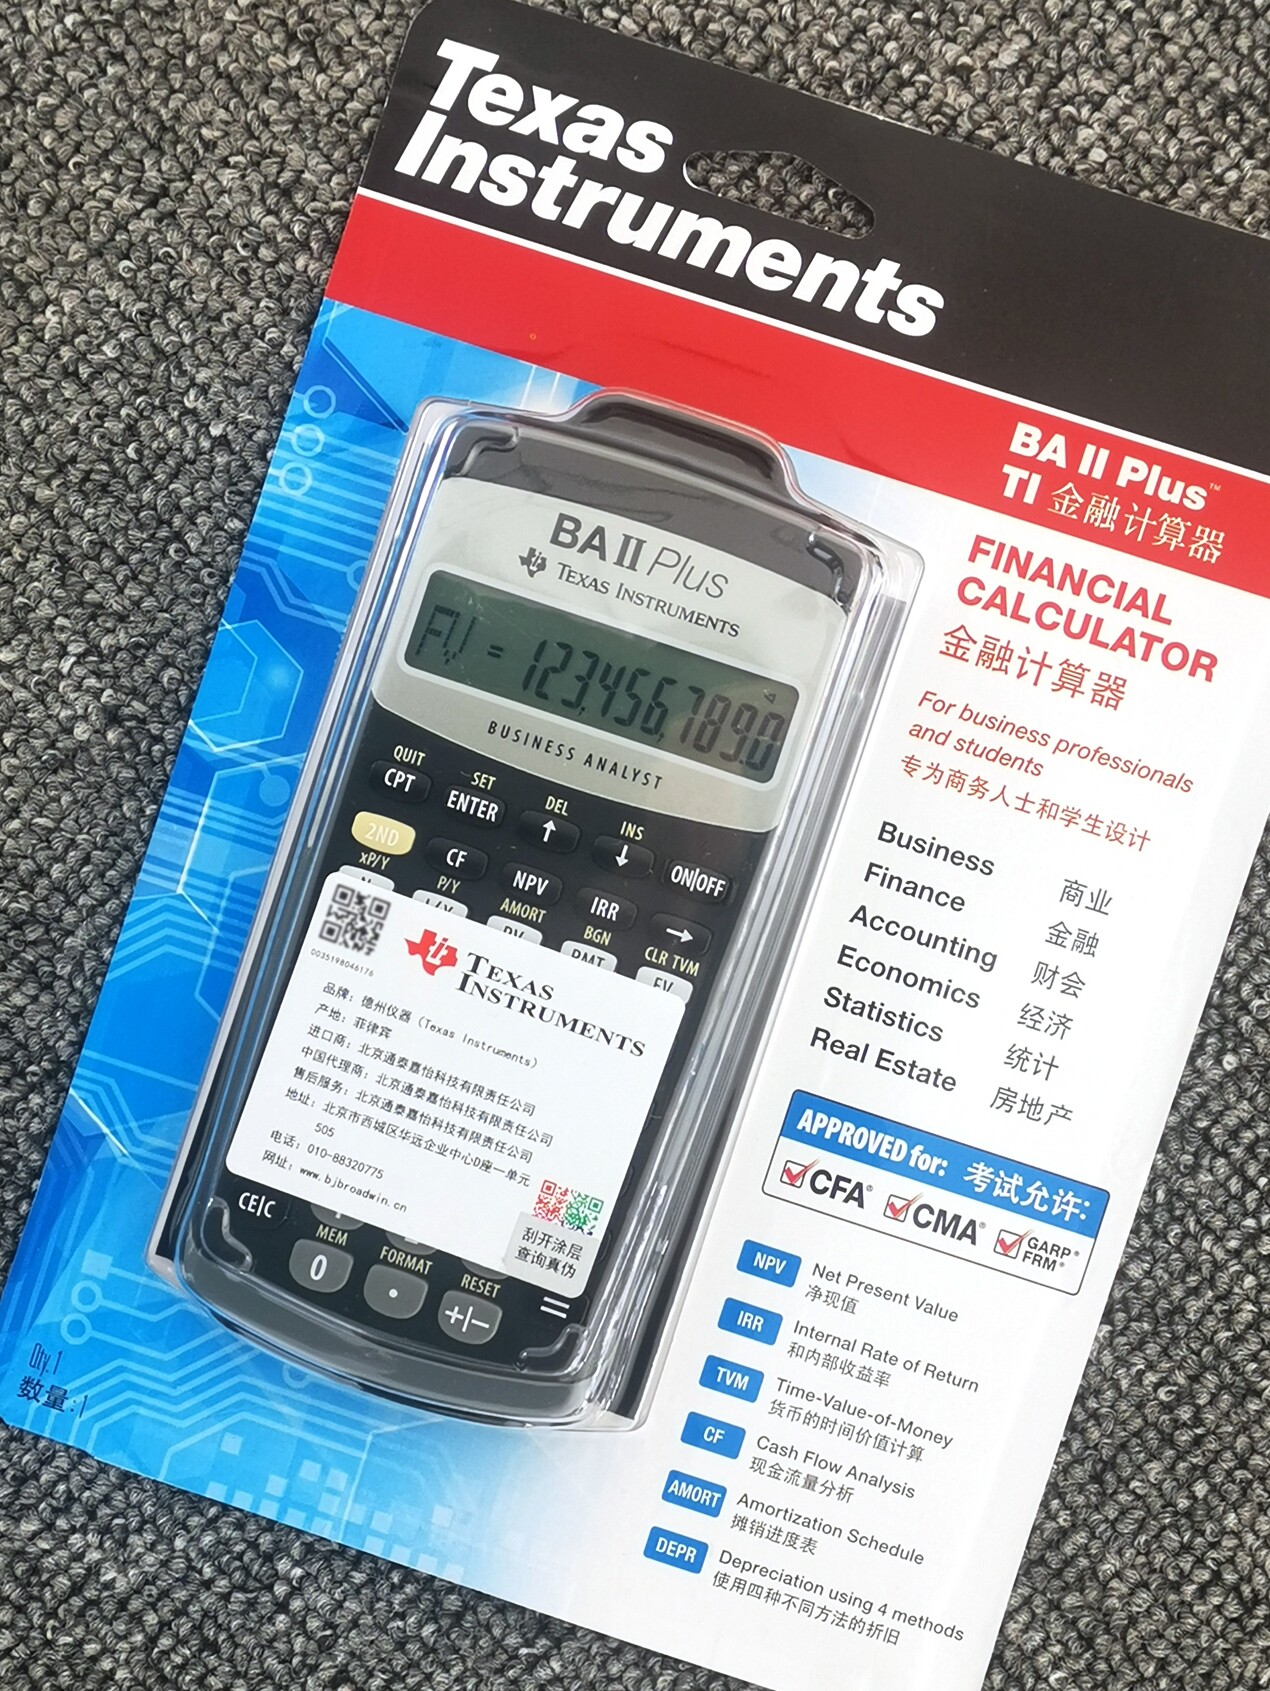 Texas
Instruments
BA II Plus™
TI 金融计算器
FINANCIAL
CALCULATOR
金融计算器
For business professionals
and students
专为商务人士和学生设计
Business 商业
Finance 金融
Accounting 财会
Economics 经济
Statistics 统计
Real Estate 房地产
APPROVED for: 考试允许:
CFA® CMA® GARP®
FRM®
NPV Net Present Value
净现值
IRR Internal Rate of Return
和内部收益率
TVM Time-Value-of-Money
货币的时间价值计算
CF Cash Flow Analysis
现金流量分析
AMORT Amortization Schedule
摊销进度表
DEPR Depreciation using 4 methods
使用四种不同方法的折旧
BA II Plus
TEXAS INSTRUMENTS
FV = 123,456,789.0
BUSINESS ANALYST
QUIT SET DEL INS
CPT ENTER ↑ ↓ ON|OFF
2ND CF NPV IRR →
xP/Y P/Y AMORT BGN CLR TVM
PV PMT FV
0035198046176
TEXAS
INSTRUMENTS
品牌：德州仪器（Texas Instruments）
产地：菲律宾
进口商：北京通泰嘉怡科技有限责任公司
中国代理商：北京通泰嘉怡科技有限责任公司
售后服务：北京通泰嘉怡科技有限责任公司
地址：北京市西城区华远企业中心D座一单元
505
电话：010-88320775
网址：www.bjbroadwin.cn
刮开涂层
查询真伪
CE|C MEM FORMAT RESET
0 . +/− =
Qty.1
数量:1